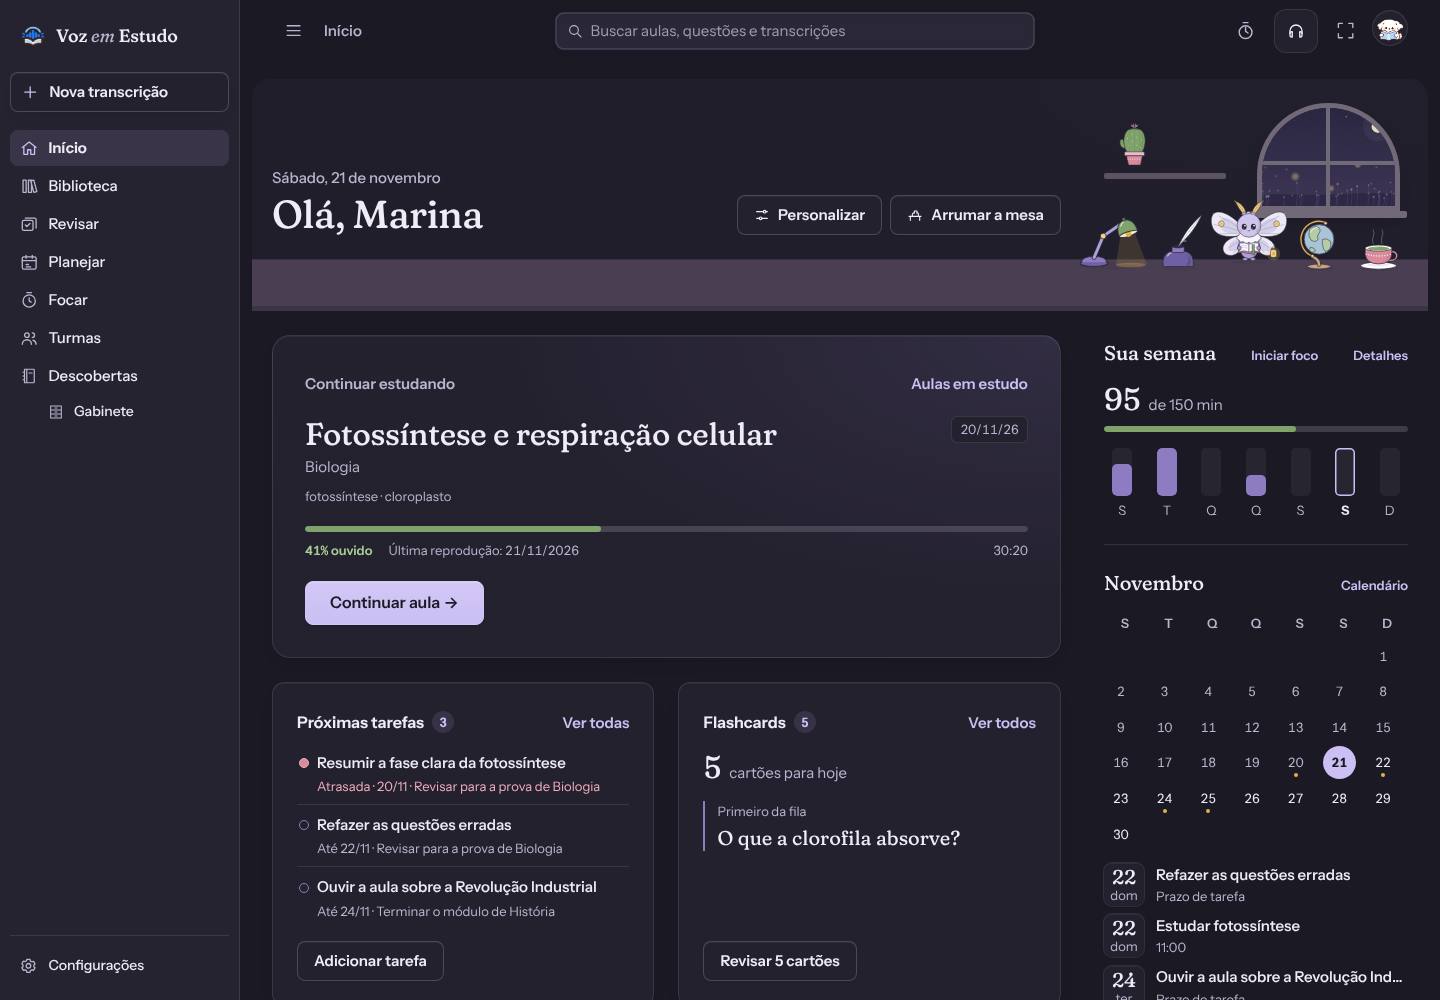 Voz em Estudo
Nova transcrição
Início
Biblioteca
Revisar
Planejar
Focar
Turmas
Descobertas
Gabinete
Configurações
Início
Buscar aulas, questões e transcrições
Sábado, 21 de novembro
Olá, Marina
Personalizar
Arrumar a mesa
Continuar estudando
Aulas em estudo
Fotossíntese e respiração celular
20/11/26
Biologia
fotossíntese · cloroplasto
41% ouvido
Última reprodução: 21/11/2026
30:20
Continuar aula →
Próximas tarefas 3
Ver todas
Resumir a fase clara da fotossíntese
Atrasada · 20/11 · Revisar para a prova de Biologia
Refazer as questões erradas
Até 22/11 · Revisar para a prova de Biologia
Ouvir a aula sobre a Revolução Industrial
Até 24/11 · Terminar o módulo de História
Adicionar tarefa
Flashcards 5
Ver todos
5 cartões para hoje
Primeiro da fila
O que a clorofila absorve?
Revisar 5 cartões
Sua semana
Iniciar foco
Detalhes
95 de 150 min
S T Q Q S S D
Novembro
Calendário
S T Q Q S S D
1
2 3 4 5 6 7 8
9 10 11 12 13 14 15
16 17 18 19 20 21 22
23 24 25 26 27 28 29
30
22 dom
Refazer as questões erradas
Prazo de tarefa
22 dom
Estudar fotossíntese
11:00
24 ter
Ouvir a aula sobre a Revolução Ind...
Prazo de tarefa